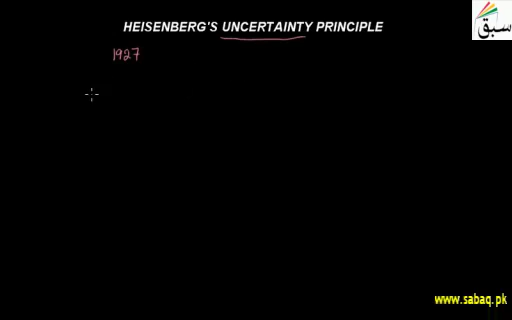 HEISENBERG'S UNCERTAINTY PRINCIPLE
سبق
1927
www.sabaq.pk